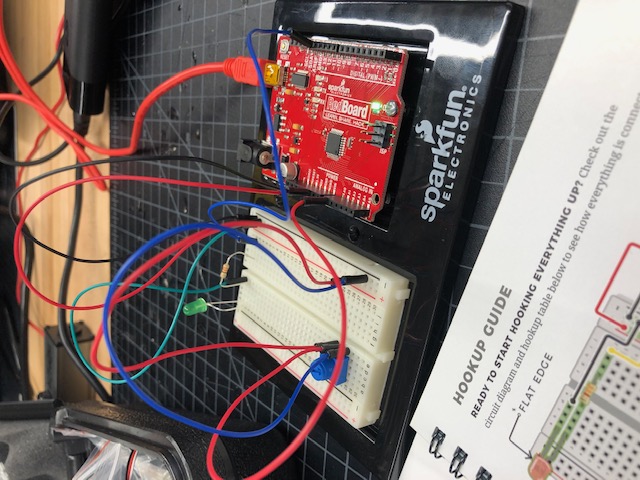 RedBoard
sparkfun
ELECTRONICS
HOOKUP GUIDE
READY TO START HOOKING EVERYTHING UP? Check out the
circuit diagram and hookup table below to see how everything is connec
FLAT EDGE